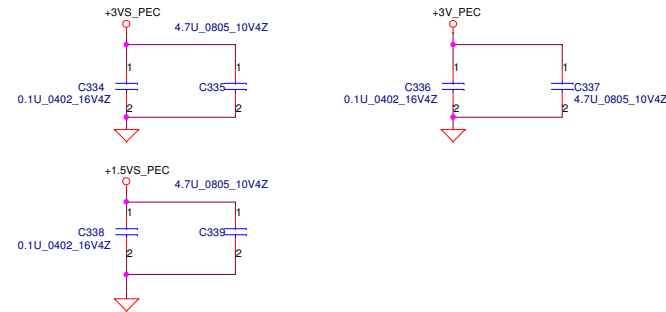 +3VS_PEC
4.7U_0805_10V4Z
1
1
C334
C335
0.1U_0402_16V4Z
2
2
+3V_PEC
1
1
C336
C337
0.1U_0402_16V4Z
4.7U_0805_10V4Z
2
2
+1.5VS_PEC
4.7U_0805_10V4Z
1
1
C338
C339
0.1U_0402_16V4Z
2
2